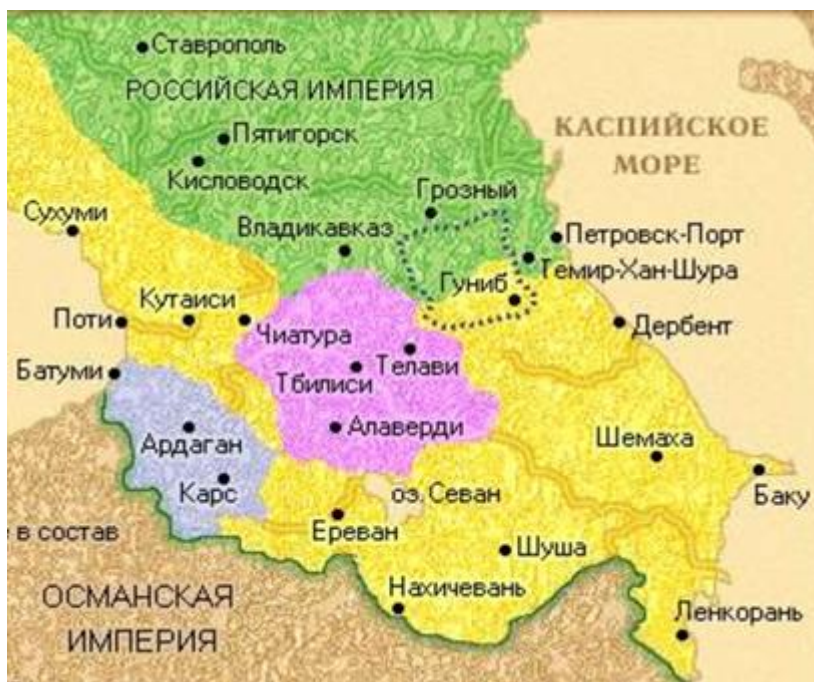 Ставрополь
РОССИЙСКАЯ ИМПЕРИЯ
КАСПИЙСКОЕ
МОРЕ
Пятигорск
Кисловодск
Грозный
Сухуми
Владикавказ
Петровск-Порт
Темир-Хан-Шура
Гуниб
Кутаиси
Поти
Чиатура
Дербент
Телави
Батуми
Тбилиси
Ардаган
Алаверди
Шемаха
Карс
оз. Севан
Баку
е в состав
Ереван
Шуша
ОСМАНСКАЯ
ИМПЕРИЯ
Нахичевань
Ленкорань